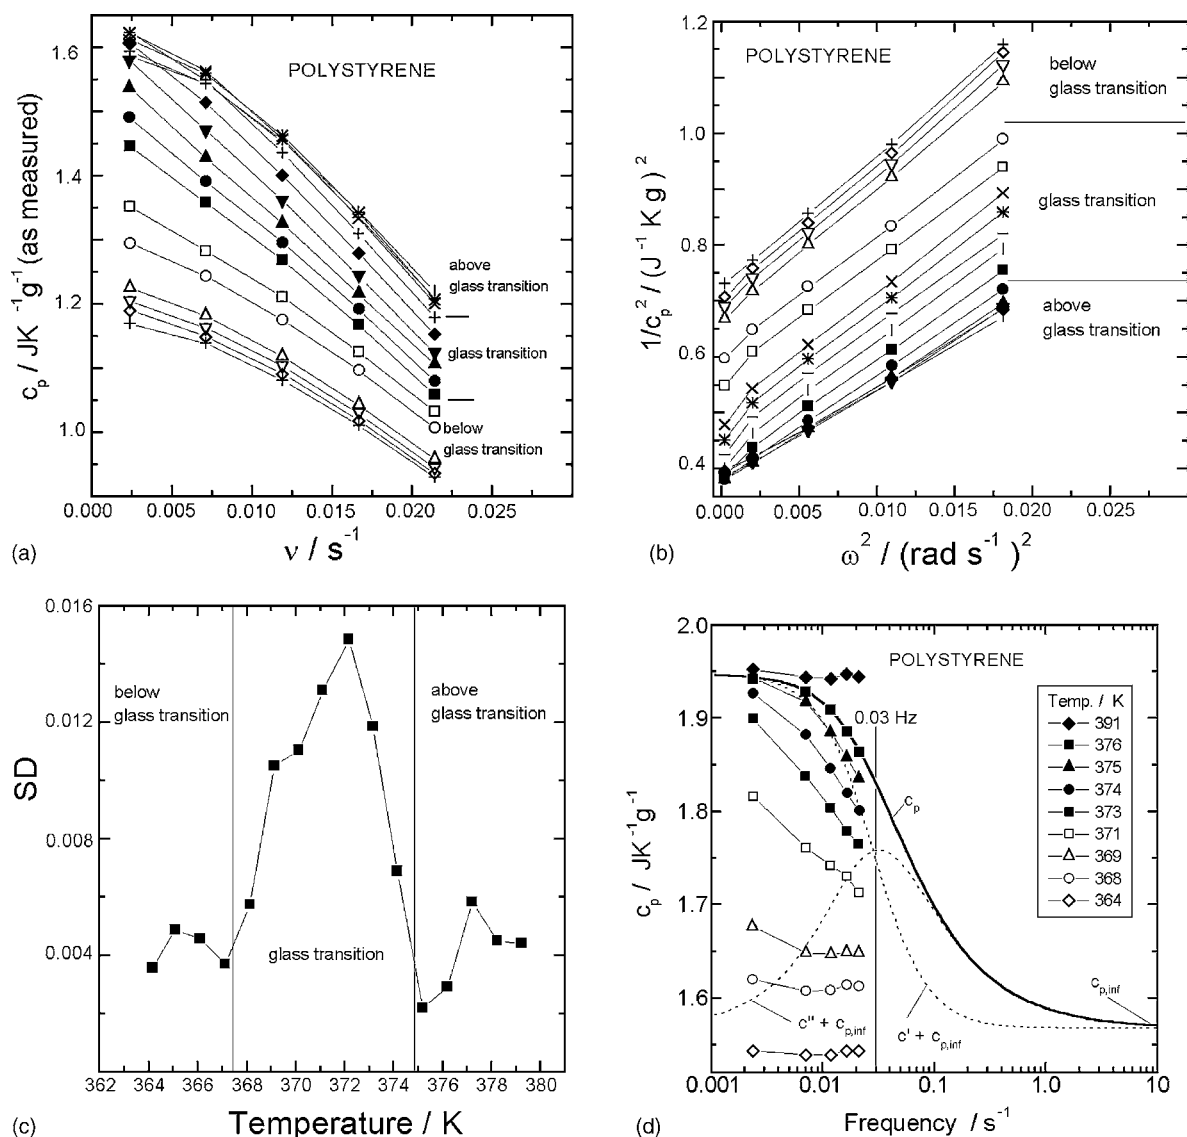 POLYSTYRENE
1.6
1.4
1.2
1.0
c_p / JK⁻¹g⁻¹ (as measured)
above
glass transition
glass transition
below
glass transition
0.000 0.005 0.010 0.015 0.020 0.025
ν / s⁻¹
(a)
POLYSTYRENE
1.2
1.0
0.8
0.6
0.4
1/c_p² / (J⁻¹ K g)²
below
glass transition
glass transition
above
glass transition
0.000 0.005 0.010 0.015 0.020 0.025
ω² / (rad s⁻¹)²
(b)
0.016
0.012
0.008
0.004
0.000
SD
below
glass transition
above
glass transition
glass transition
362 364 366 368 370 372 374 376 378 380
Temperature / K
(c)
POLYSTYRENE
2.0
1.9
1.8
1.7
1.6
c_p / JK⁻¹g⁻¹
0.03 Hz
Temp. / K
391
376
375
374
373
371
369
368
364
c_p
c_p,inf
c'' + c_p,inf
c' + c_p,inf
0.001 0.01 0.1 1.0 10
Frequency / s⁻¹
(d)